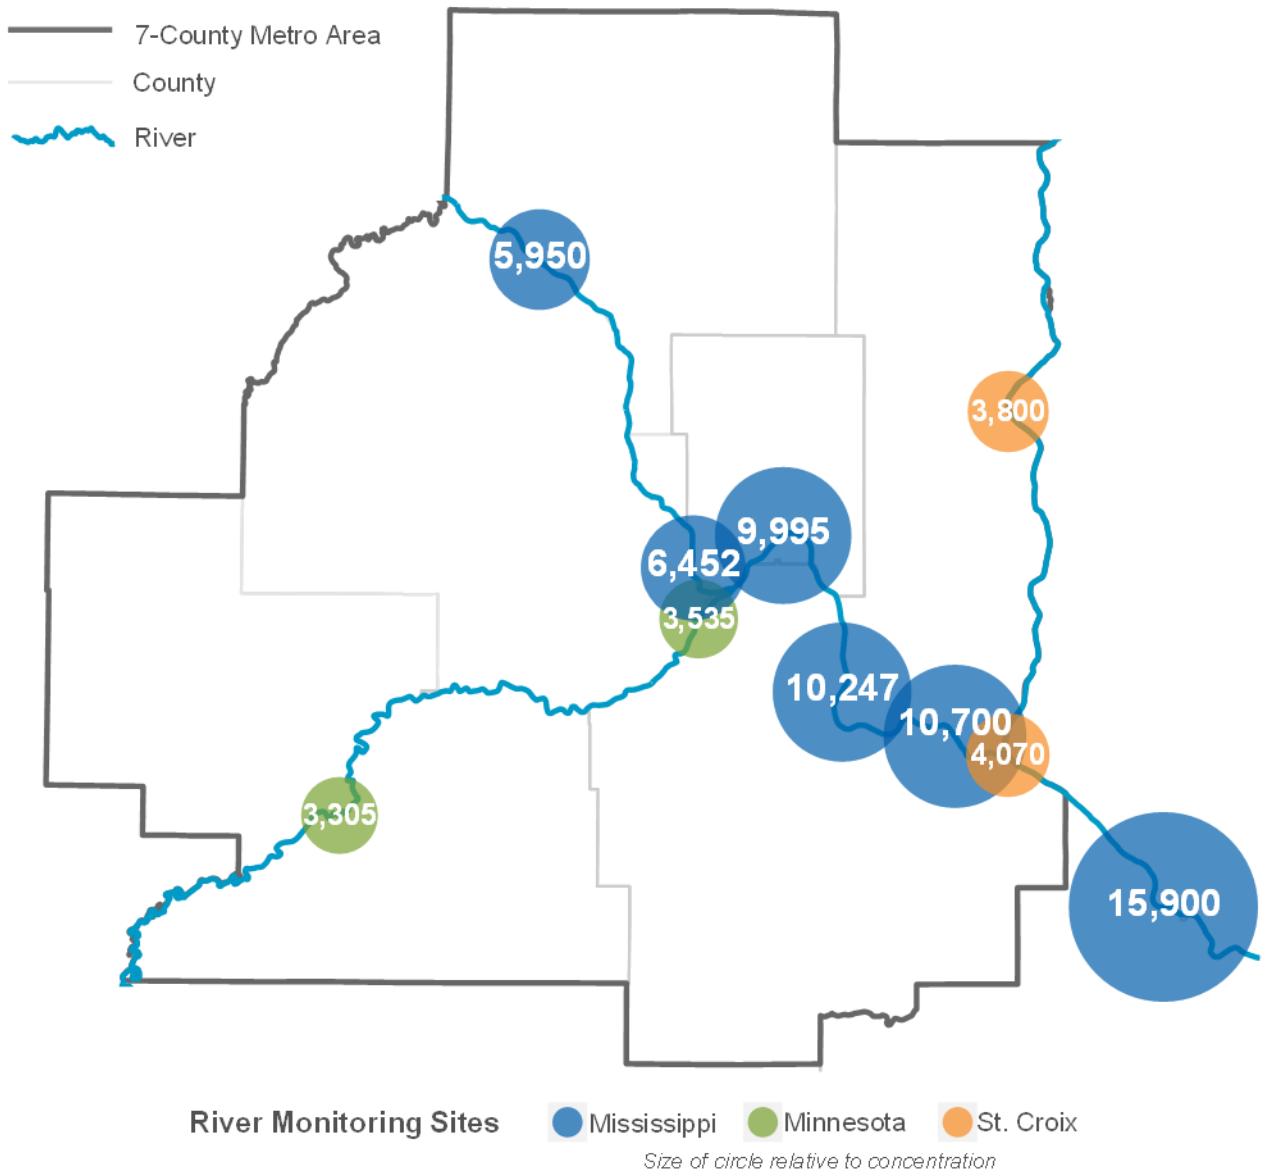 7-County Metro Area
County
River
5,950
3,800
9,995
6,452
3,535
10,247
10,700
4,070
3,305
15,900
River Monitoring Sites Mississippi Minnesota St. Croix
Size of circle relative to concentration